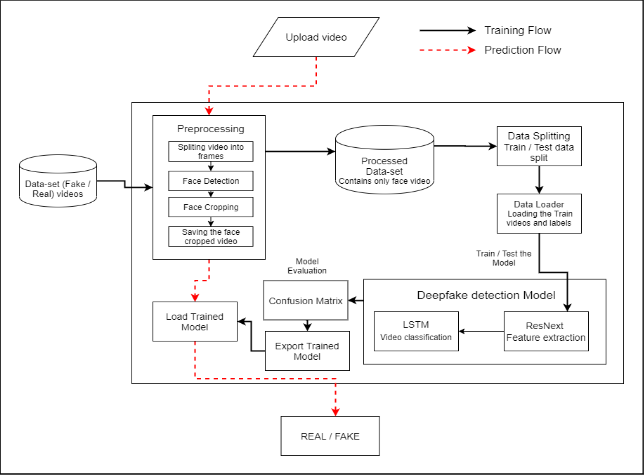 Upload video
Training Flow
Prediction Flow
Preprocessing
Spliting video into
frames
Face Detection
Face Cropping
Saving the face
cropped video
Data-set (Fake /
Real) videos
Processed
Data-set
Contains only face video
Data Splitting
Train / Test data
split
Data Loader
Loading the Train
videos and labels
Train / Test the
Model
Model
Evaluation
Confusion Matrix
Export Trained
Model
Load Trained
Model
Deepfake detection Model
LSTM
Video classification
ResNext
Feature extraction
REAL / FAKE